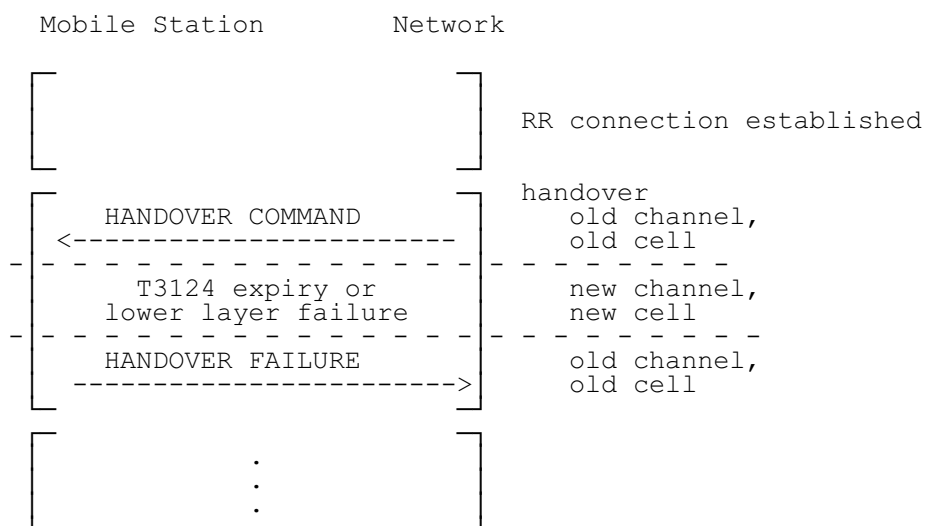 Mobile Station Network
RR connection established
handover
HANDOVER COMMAND old channel,
<------------------------ old cell
- - - - - - - - - - - - - - - - - - - - - - -
T3124 expiry or new channel,
lower layer failure new cell
- - - - - - - - - - - - - - - - - - - - - - - -
HANDOVER FAILURE old channel,
------------------------> old cell
.
.
.